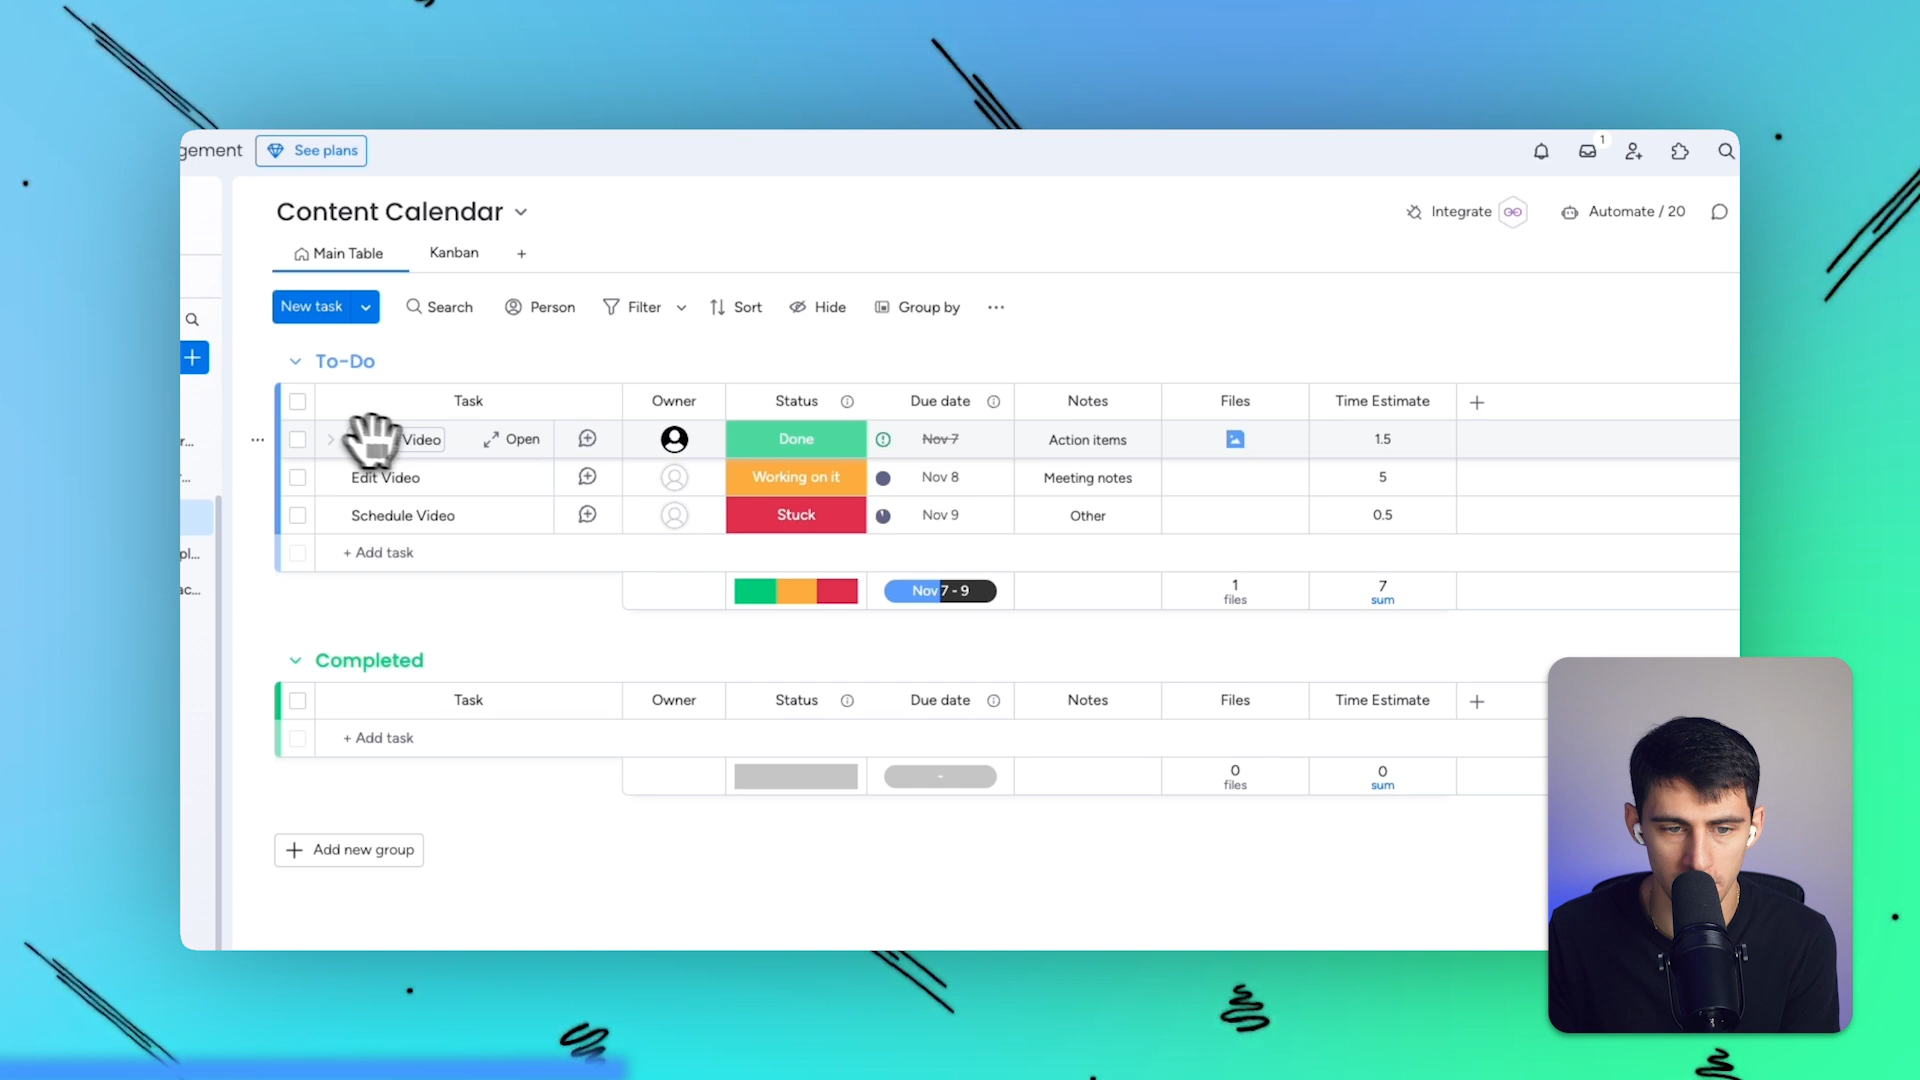 gement See plans 1
Content Calendar Integrate Automate / 20
Main Table Kanban +
New task Search Person Filter Sort Hide Group by ...
To-Do
Task Owner Status Due date Notes Files Time Estimate +
r... ... Video Open Done Nov 7 Action items 1.5
... Edit Video Working on it Nov 8 Meeting notes 5
Schedule Video Stuck Nov 9 Other 0.5
pl... + Add task
ac... Nov 7 - 9 1 7
files sum
Completed
Task Owner Status Due date Notes Files Time Estimate +
+ Add task
- 0 0
files sum
+ Add new group